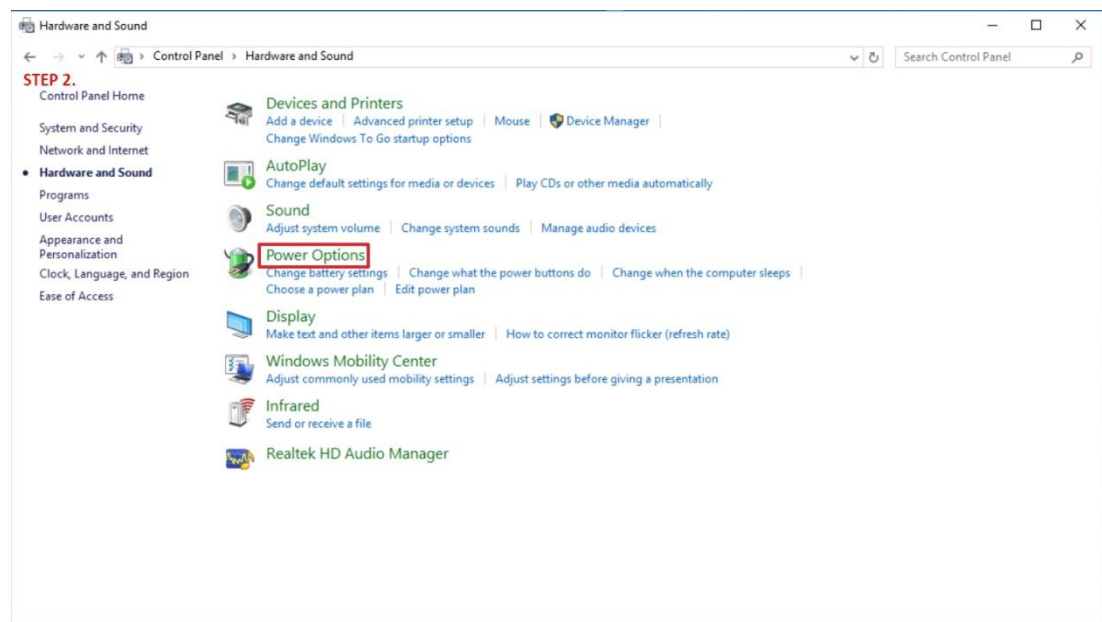 Hardware and Sound
Control Panel > Hardware and Sound
Search Control Panel
STEP 2.
Control Panel Home
System and Security
Network and Internet
Hardware and Sound
Programs
User Accounts
Appearance and
Personalization
Clock, Language, and Region
Ease of Access
Devices and Printers
Add a device | Advanced printer setup | Mouse | Device Manager |
Change Windows To Go startup options
AutoPlay
Change default settings for media or devices | Play CDs or other media automatically
Sound
Adjust system volume | Change system sounds | Manage audio devices
Power Options
Change battery settings | Change what the power buttons do | Change when the computer sleeps |
Choose a power plan | Edit power plan
Display
Make text and other items larger or smaller | How to correct monitor flicker (refresh rate)
Windows Mobility Center
Adjust commonly used mobility settings | Adjust settings before giving a presentation
Infrared
Send or receive a file
Realtek HD Audio Manager